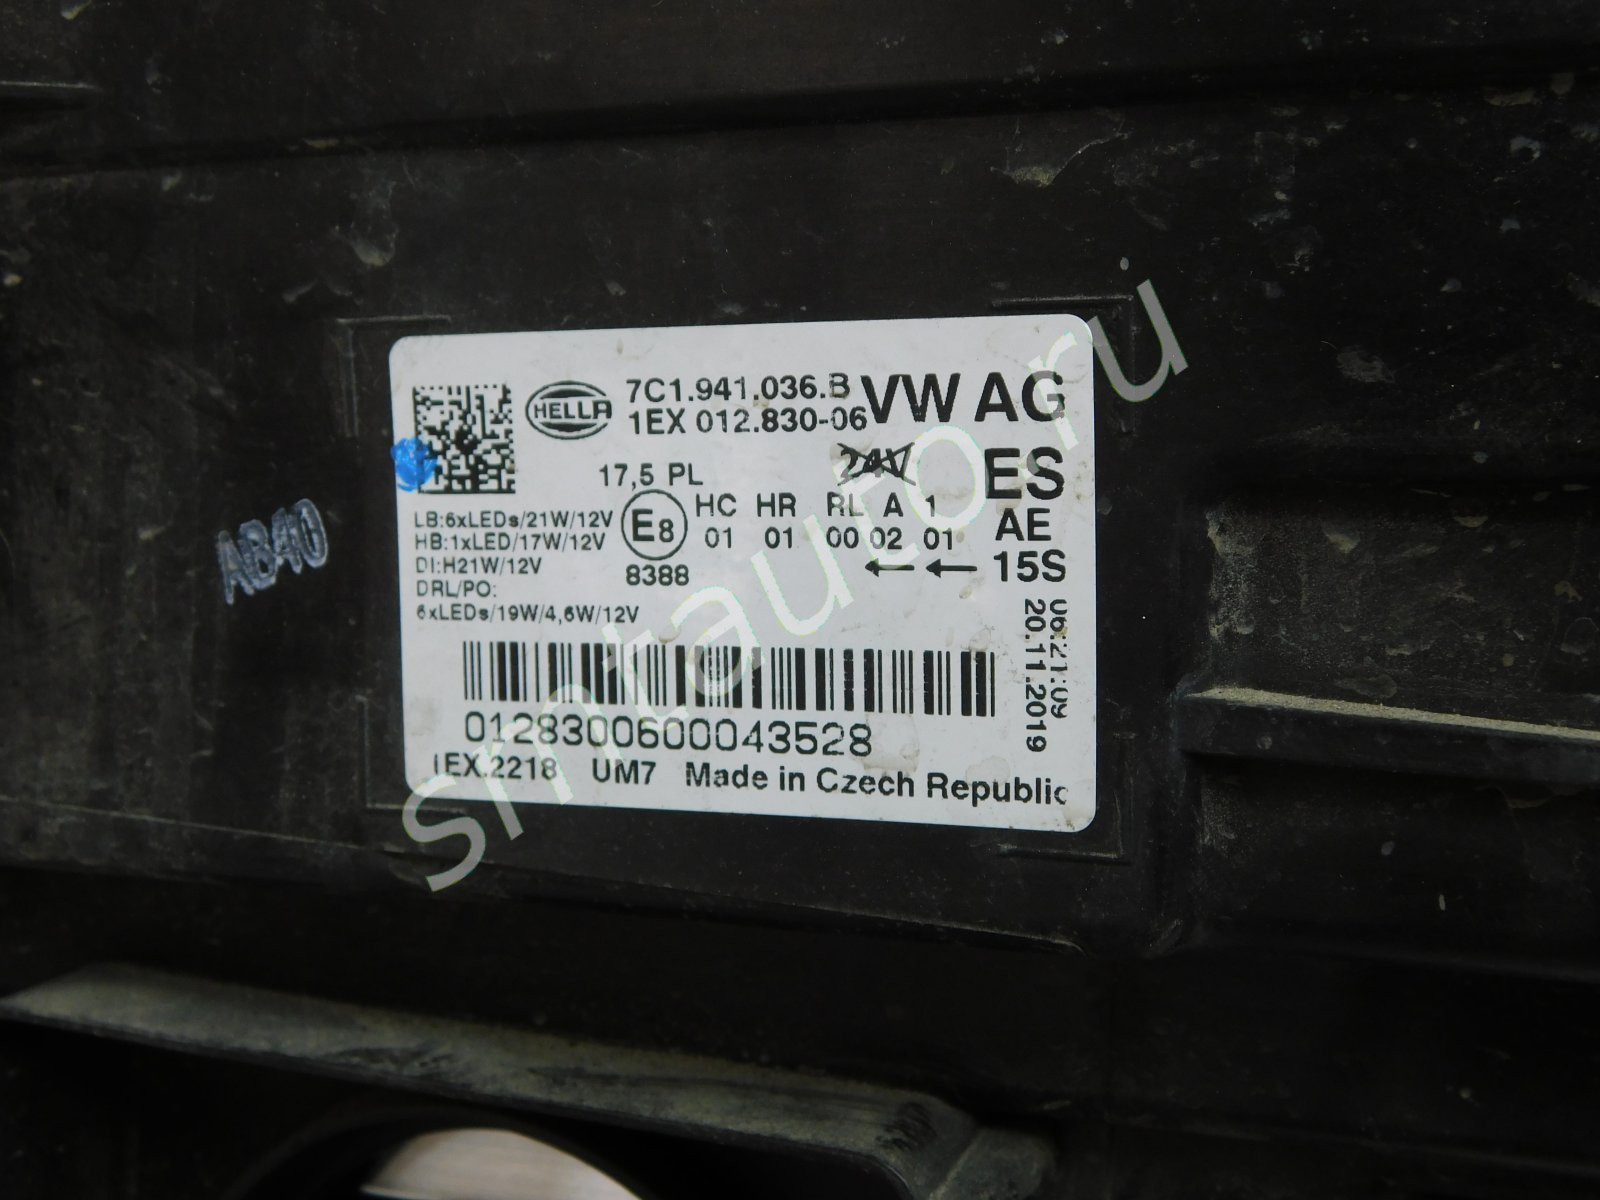 HELLA
7C1.941.036.B
VW AG
1EX 012.830-06
17,5 PL
24V
ES
LB:6xLEDs/21W/12V
HB:1xLED/17W/12V
DI:H21W/12V
DRL/PO:
6xLEDs/19W/4,6W/12V
E8
8388
HC HR RL A 1
01 01 00 02 01
AE
←← 15S
06:21:09
20.11.2019
0128300600043528
1EX.2218 UM7 Made in Czech Republic
AB40
smtauto.ru